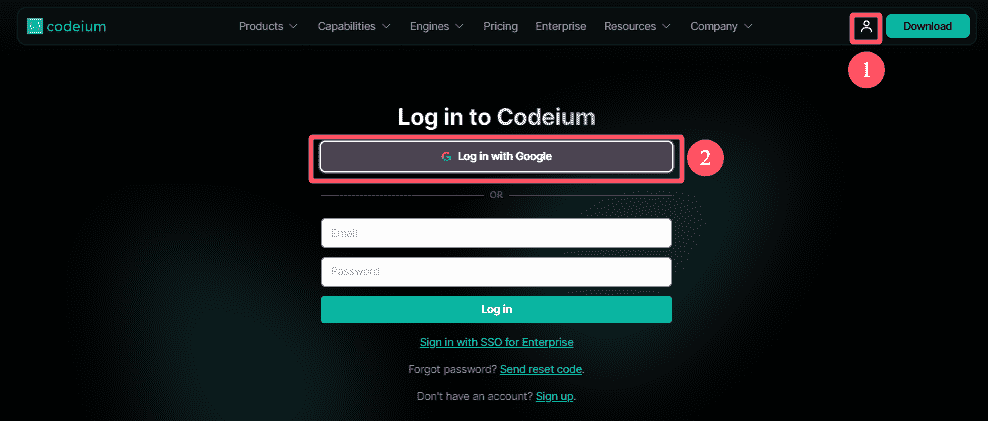 codeium Products Capabilities Engines Pricing Enterprise Resources Company Download
1
Log in to Codeium
Log in with Google
2
OR
Email
Password
Log in
Sign in with SSO for Enterprise
Forgot password? Send reset code.
Don't have an account? Sign up.